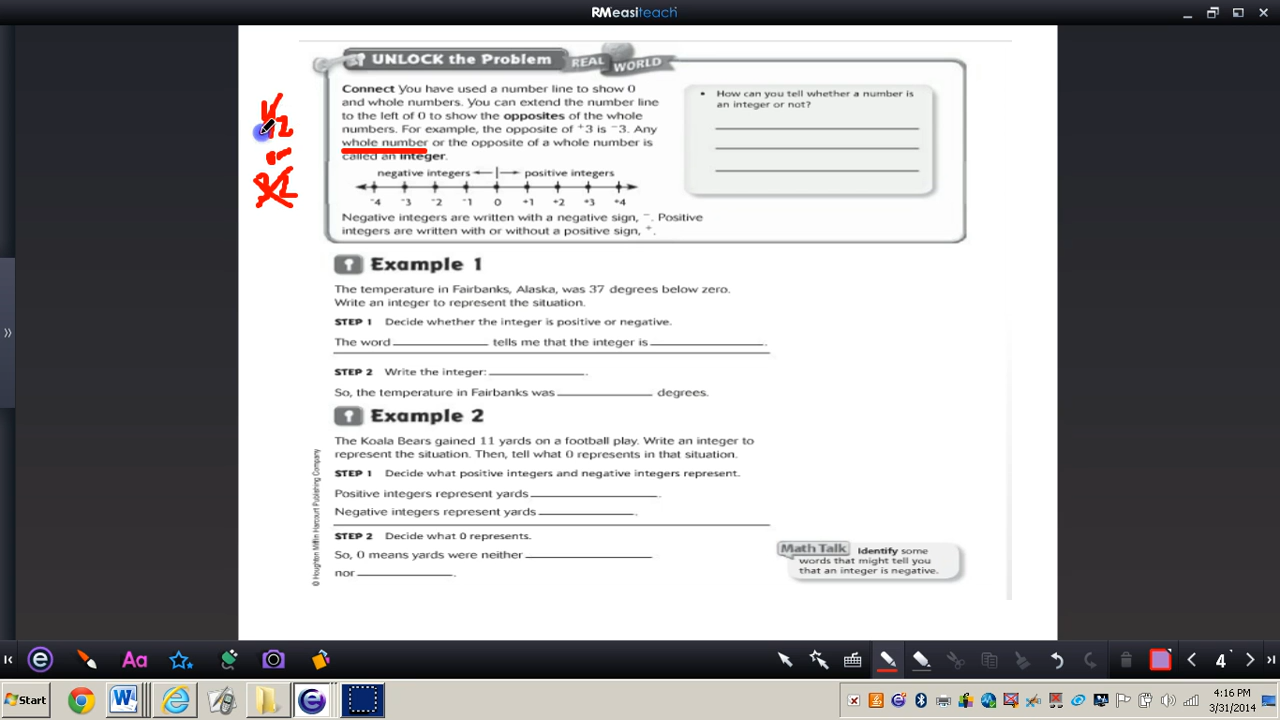 RMeasiteach
UNLOCK the Problem REAL WORLD
Connect You have used a number line to show 0
and whole numbers. You can extend the number line
to the left of 0 to show the opposites of the whole
numbers. For example, the opposite of ⁺3 is ⁻3. Any
whole number or the opposite of a whole number is
called an integer.
negative integers positive integers
⁻4 ⁻3 ⁻2 ⁻1 0 ⁺1 ⁺2 ⁺3 ⁺4
Negative integers are written with a negative sign, ⁻. Positive
integers are written with or without a positive sign, ⁺.
• How can you tell whether a number is
an integer or not?
1/2
Example 1
The temperature in Fairbanks, Alaska, was 37 degrees below zero.
Write an integer to represent the situation.
STEP 1 Decide whether the integer is positive or negative.
The word ____ tells me that the integer is ____.
STEP 2 Write the integer: ____.
So, the temperature in Fairbanks was ____ degrees.
Example 2
The Koala Bears gained 11 yards on a football play. Write an integer to
represent the situation. Then, tell what 0 represents in that situation.
STEP 1 Decide what positive integers and negative integers represent.
Positive integers represent yards ____.
Negative integers represent yards ____.
STEP 2 Decide what 0 represents.
So, 0 means yards were neither ____
nor ____.
Math Talk Identify some
words that might tell you
that an integer is negative.
© Houghton Mifflin Harcourt Publishing Company
Aa
4
Start
4:16 PM
3/31/2014